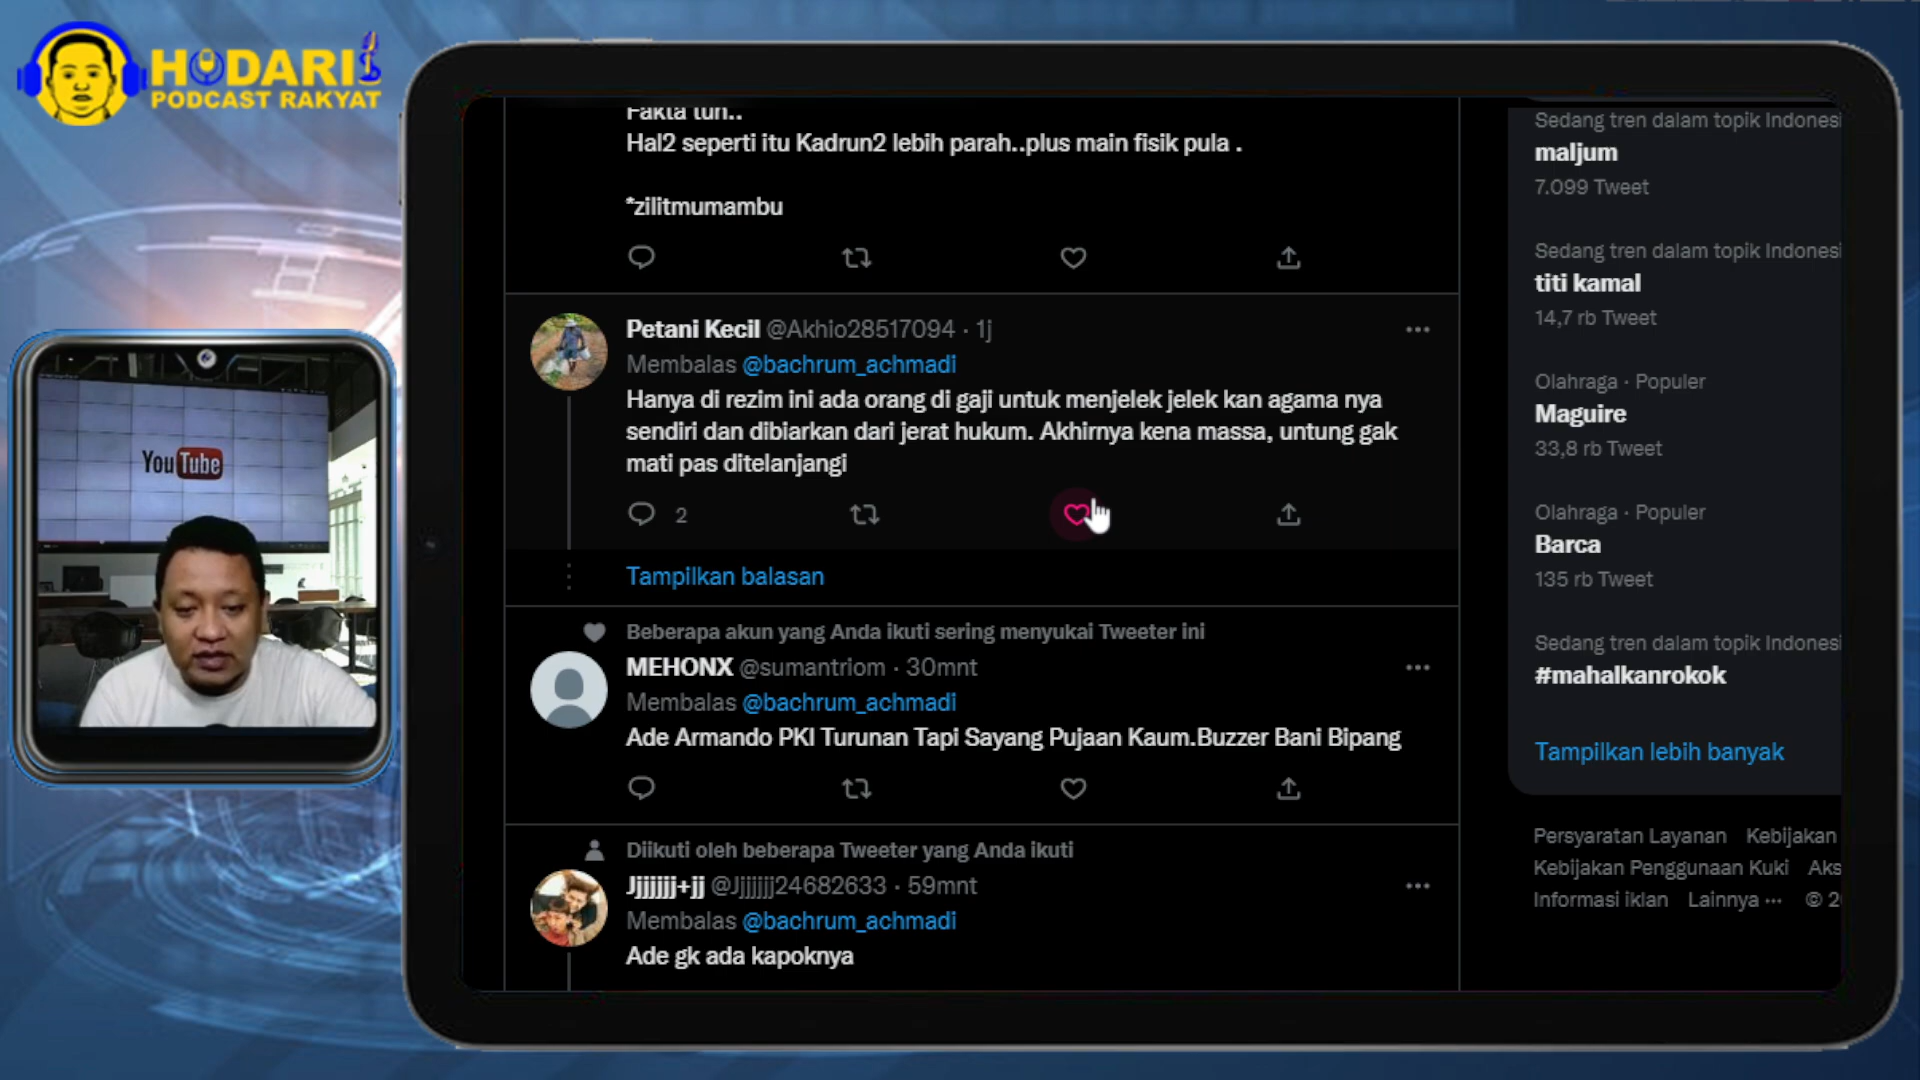 HODARI
PODCAST RAKYAT
YouTube
Fakta tuh..
Hal2 seperti itu Kadrun2 lebih parah..plus main fisik pula .
*zilitmumambu
Petani Kecil @Akhio28517094 · 1j
Membalas @bachrum_achmadi
Hanya di rezim ini ada orang di gaji untuk menjelek jelek kan agama nya
sendiri dan dibiarkan dari jerat hukum. Akhirnya kena massa, untung gak
mati pas ditelanjangi
2
Tampilkan balasan
Beberapa akun yang Anda ikuti sering menyukai Tweeter ini
MEHONX @sumantriom · 30mnt
Membalas @bachrum_achmadi
Ade Armando PKI Turunan Tapi Sayang Pujaan Kaum.Buzzer Bani Bipang
Diikuti oleh beberapa Tweeter yang Anda ikuti
Jjjjjjj+jj @Jjjjjjj24682633 · 59mnt
Membalas @bachrum_achmadi
Ade gk ada kapoknya
Sedang tren dalam topik Indonesi
maljum
7.099 Tweet
Sedang tren dalam topik Indonesi
titi kamal
14,7 rb Tweet
Olahraga · Populer
Maguire
33,8 rb Tweet
Olahraga · Populer
Barca
135 rb Tweet
Sedang tren dalam topik Indonesi
#mahalkanrokok
Tampilkan lebih banyak
Persyaratan Layanan Kebijakan
Kebijakan Penggunaan Kuki Aks
Informasi iklan Lainnya ··· © 2